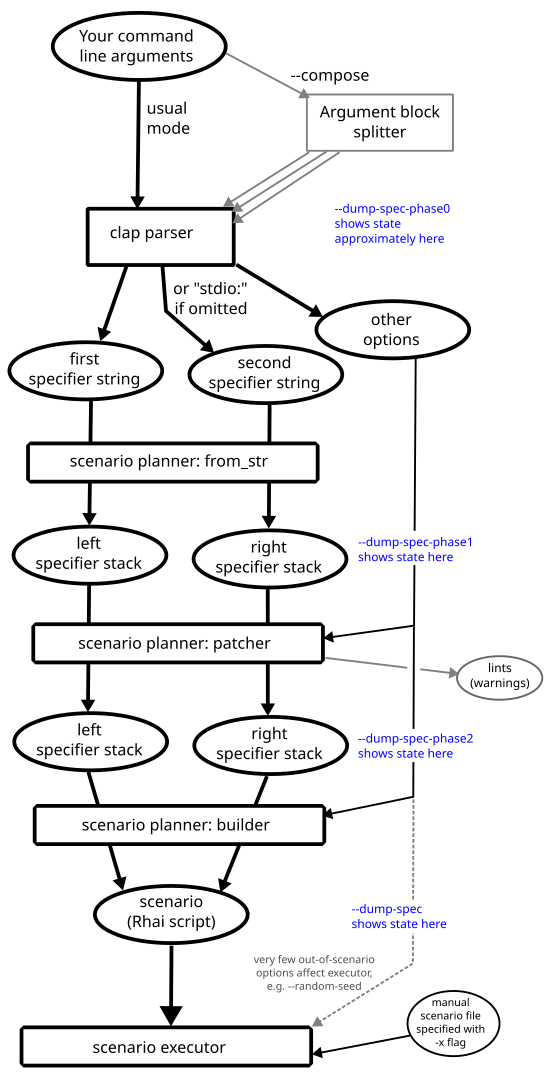 Your command
line arguments
--compose
usual
mode
Argument block
splitter
clap parser
--dump-spec-phase0
shows state
approximately here
or "stdio:"
if omitted
other
options
first
specifier string
second
specifier string
scenario planner: from_str
left
specifier stack
right
specifier stack
--dump-spec-phase1
shows state here
scenario planner: patcher
lints
(warnings)
left
specifier stack
right
specifier stack
--dump-spec-phase2
shows state here
scenario planner: builder
scenario
(Rhai script)
--dump-spec
shows state here
very few out-of-scenario
options affect executor,
e.g. --random-seed
manual
scenario file
specified with
-x flag
scenario executor